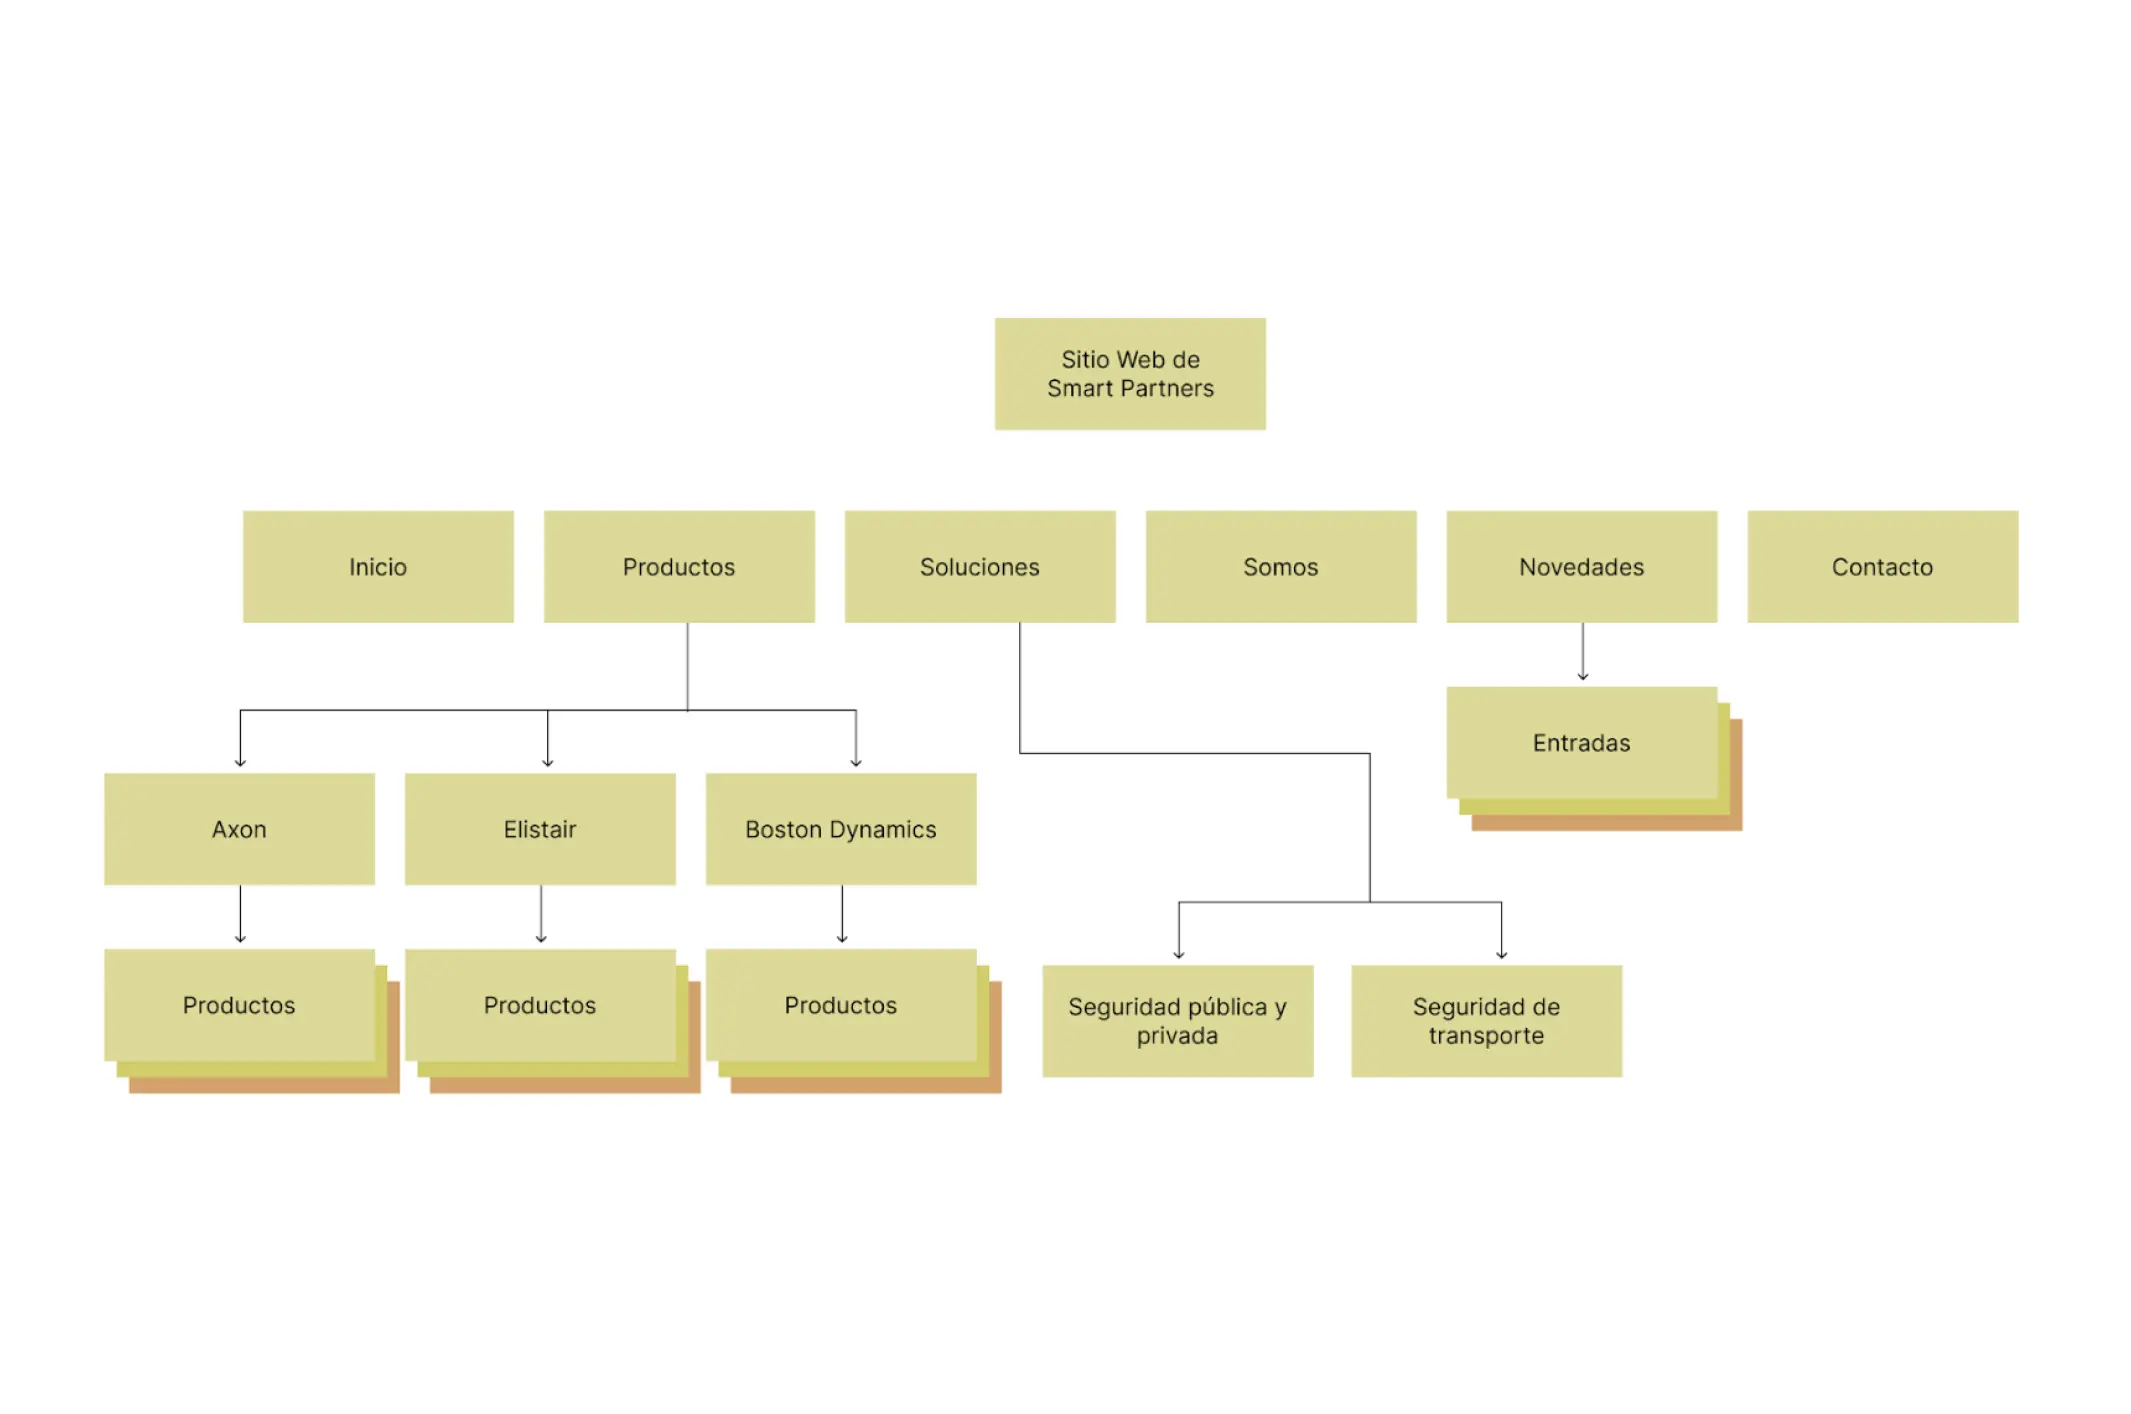 Sitio Web de
Smart Partners
Inicio
Productos
Soluciones
Somos
Novedades
Contacto
Entradas
Axon
Elistair
Boston Dynamics
Productos
Productos
Productos
Seguridad pública y
privada
Seguridad de
transporte